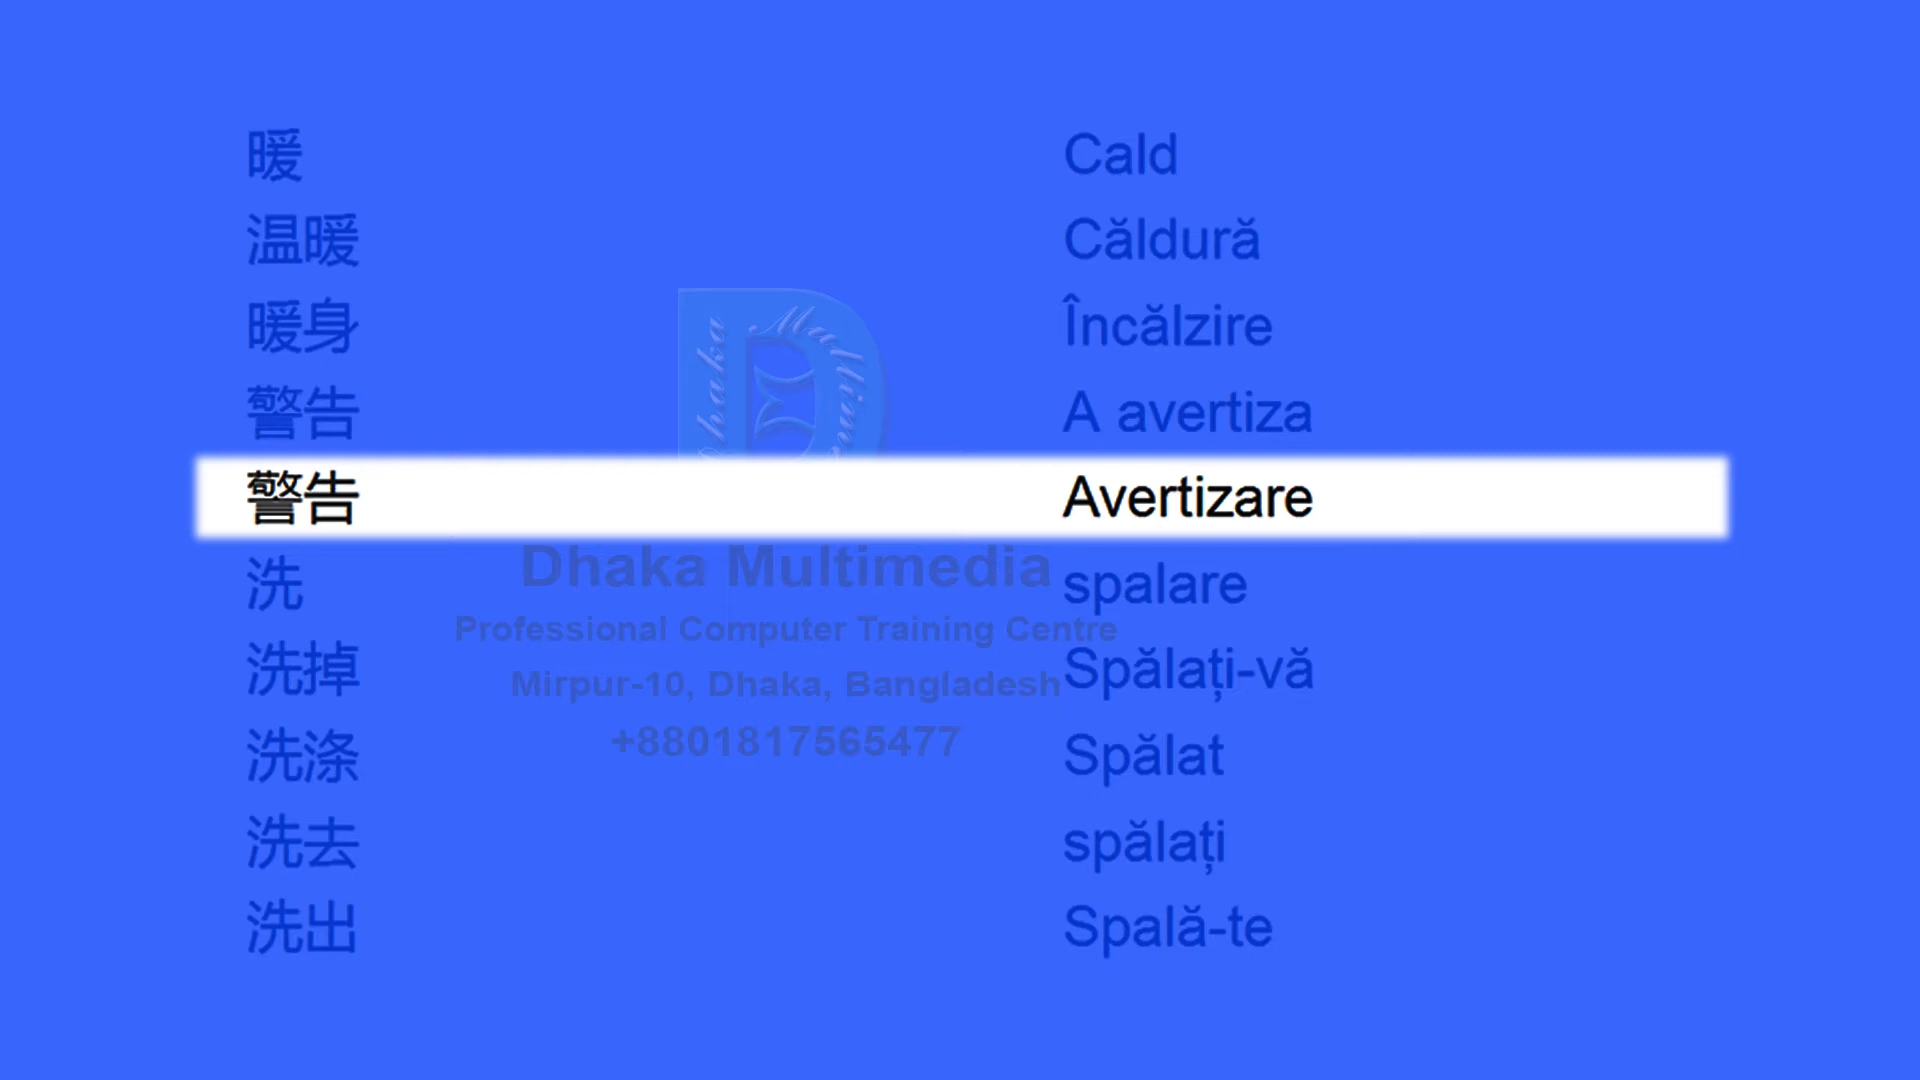 暖 Cald
温暖 Căldură
暖身 Încălzire
警告 A avertiza
警告 Avertizare
洗 spalare
洗掉 Spălați-vă
洗涤 Spălat
洗去 spălați
洗出 Spală-te
Dhaka Multime
Dhaka Multimedia
Professional Computer Training Centre
Mirpur-10, Dhaka, Bangladesh
+8801817565477